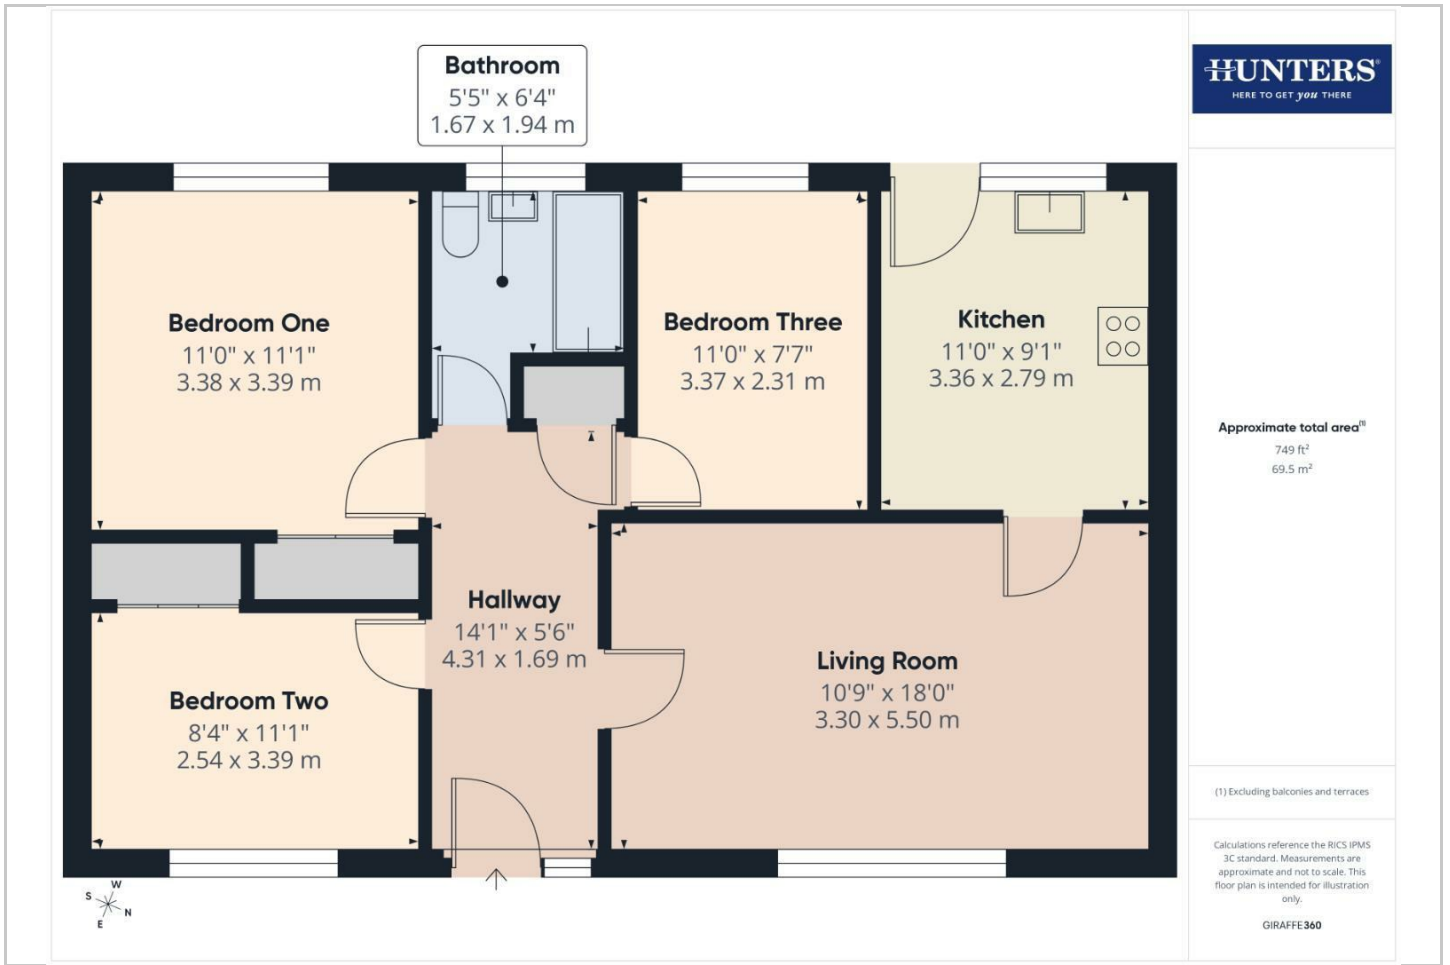 Bathroom
5'5" x 6'4"
1.67 x 1.94 m
HUNTERS®
HERE TO GET you THERE
Bedroom One
11'0" x 11'1"
3.38 x 3.39 m
Bedroom Three
11'0" x 7'7"
3.37 x 2.31 m
Kitchen
11'0" x 9'1"
3.36 x 2.79 m
Approximate total area(1)
749 ft²
69.5 m²
Hallway
14'1" x 5'6"
4.31 x 1.69 m
Living Room
10'9" x 18'0"
3.30 x 5.50 m
Bedroom Two
8'4" x 11'1"
2.54 x 3.39 m
(1) Excluding balconies and terraces
Calculations reference the RICS IPMS
3C standard. Measurements are
approximate and not to scale. This
floor plan is intended for illustration
only.
GIRAFFE360
W
S
N
E